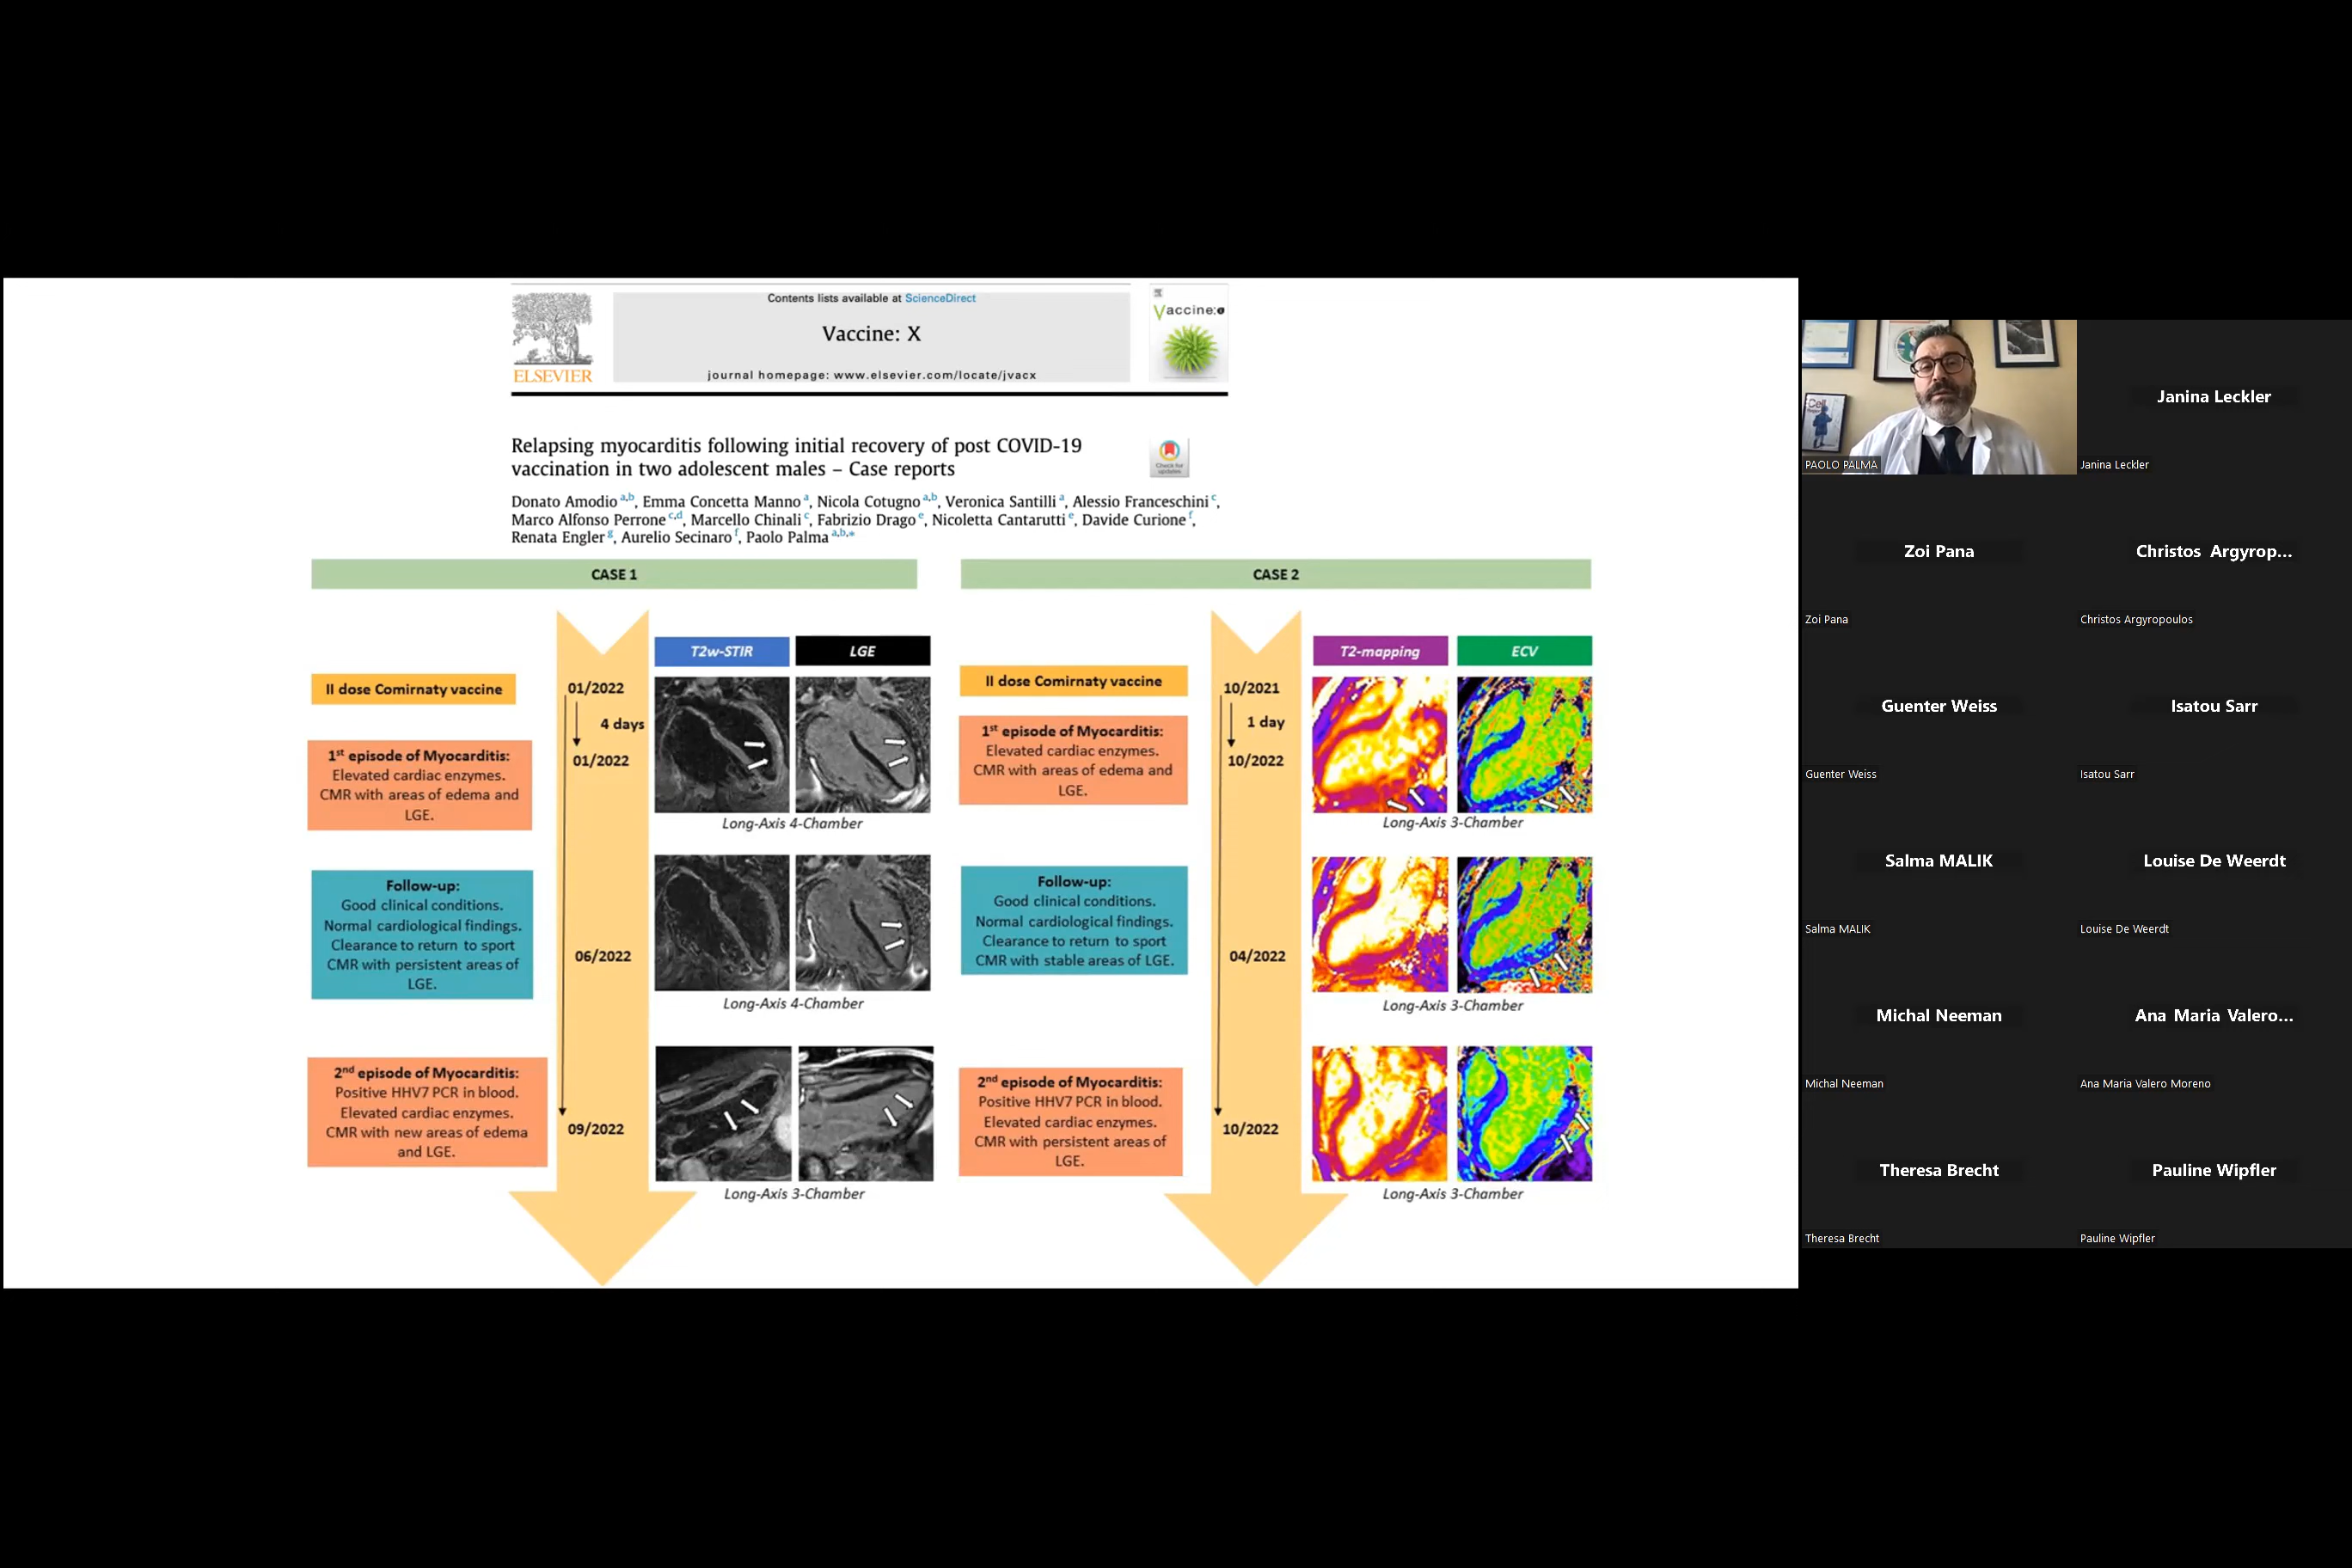 Contents lists available at ScienceDirect
Vaccine: X
journal homepage: www.elsevier.com/locate/jvacx
ELSEVIER
Vaccine:
Check for
updates
Relapsing myocarditis following initial recovery of post COVID-19
vaccination in two adolescent males – Case reports
Donato Amodio a,b, Emma Concetta Manno a, Nicola Cotugno a,b, Veronica Santilli a, Alessio Franceschini c,
Marco Alfonso Perrone c,d, Marcello Chinali c, Fabrizio Drago e, Nicoletta Cantarutti e, Davide Curione f,
Renata Engler g, Aurelio Secinaro f, Paolo Palma a,b,*
CASE 1
T2w-STIR
LGE
II dose Comirnaty vaccine
01/2022
4 days
01/2022
1st episode of Myocarditis:
Elevated cardiac enzymes.
CMR with areas of edema and
LGE.
Long-Axis 4-Chamber
Follow-up:
Good clinical conditions.
Normal cardiological findings.
Clearance to return to sport
CMR with persistent areas of
LGE.
06/2022
Long-Axis 4-Chamber
2nd episode of Myocarditis:
Positive HHV7 PCR in blood.
Elevated cardiac enzymes.
CMR with new areas of edema
and LGE.
09/2022
Long-Axis 3-Chamber
CASE 2
T2-mapping
ECV
II dose Comirnaty vaccine
10/2021
1 day
10/2022
1st episode of Myocarditis:
Elevated cardiac enzymes.
CMR with areas of edema and
LGE.
Long-Axis 3-Chamber
Follow-up:
Good clinical conditions.
Normal cardiological findings.
Clearance to return to sport
CMR with stable areas of LGE.
04/2022
Long-Axis 3-Chamber
2nd episode of Myocarditis:
Positive HHV7 PCR in blood.
Elevated cardiac enzymes.
CMR with persistent areas of
LGE.
10/2022
Long-Axis 3-Chamber
Cell
PAOLO PALMA
Janina Leckler
Janina Leckler
Zoi Pana
Zoi Pana
Christos Argyrop...
Christos Argyropoulos
Guenter Weiss
Guenter Weiss
Isatou Sarr
Isatou Sarr
Salma MALIK
Salma MALIK
Louise De Weerdt
Louise De Weerdt
Michal Neeman
Michal Neeman
Ana Maria Valero...
Ana Maria Valero Moreno
Theresa Brecht
Theresa Brecht
Pauline Wipfler
Pauline Wipfler